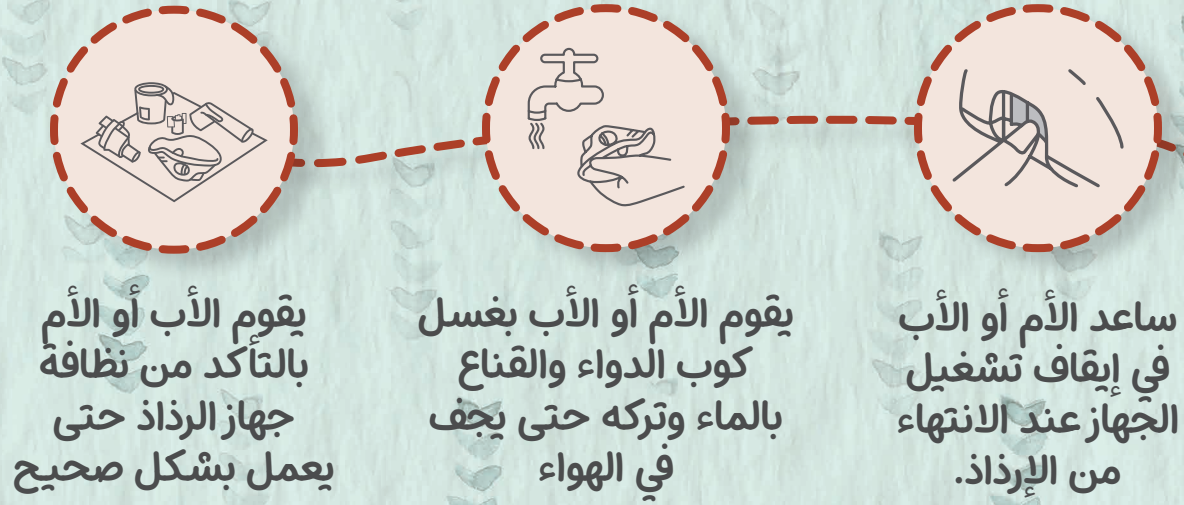 ساعد الأم أو الأب
في إيقاف تشغيل
الجهاز عند الانتهاء
من الإرذاذ.
يقوم الأم أو الأب بغسل
كوب الدواء والقناع
بالماء وتركه حتى يجف
في الهواء
يقوم الأب أو الأم
بالتأكد من نظافة
جهاز الرذاذ حتى
يعمل بشكل صحيح